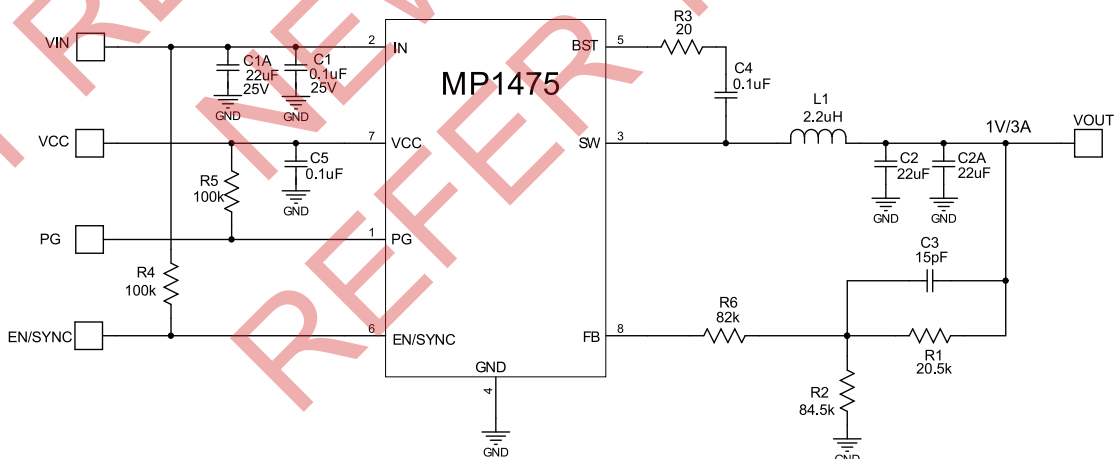 R3
20
VIN
2
IN
BST
5
C1A
22uF
25V
GND
C1
0.1uF
25V
GND
MP1475
C4
0.1uF
L1
2.2uH
VCC
7
VCC
SW
3
1V/3A
VOUT
C5
0.1uF
GND
R5
100k
C2
22uF
GND
C2A
22uF
GND
PG
1
PG
R4
100k
C3
15pF
EN/SYNC
6
EN/SYNC
FB
8
R6
82k
R1
20.5k
GND
4
GND
R2
84.5k
GND
REFER